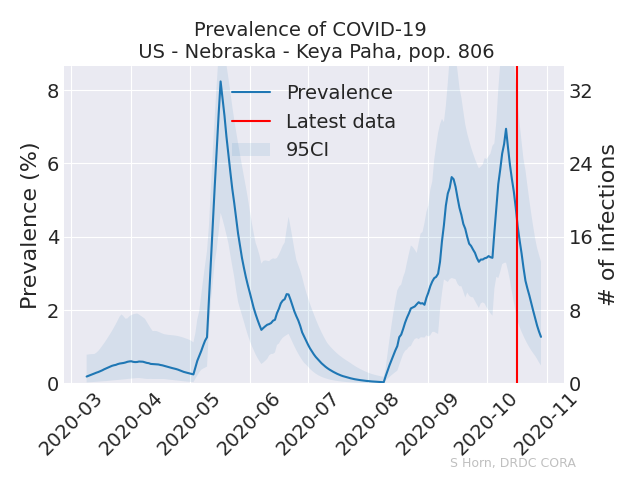 Prevalence of COVID-19
US - Nebraska - Keya Paha, pop. 806
Prevalence
Latest data
95CI
Prevalence (%)
8
6
4
2
0
# of infections
32
24
16
8
0
2020-03
2020-04
2020-05
2020-06
2020-07
2020-08
2020-09
2020-10
2020-11
S Horn, DRDC CORA